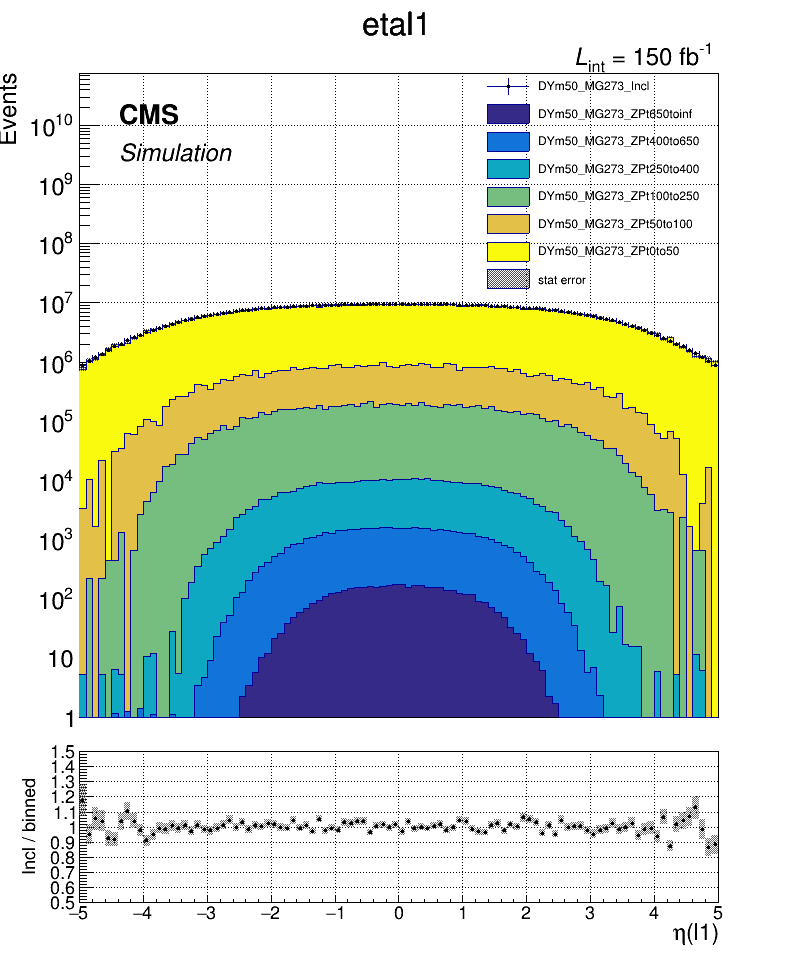 etal1
L_int = 150 fb^-1
Events
CMS
Simulation
DYm50_MG273_Incl
DYm50_MG273_ZPt650toinf
DYm50_MG273_ZPt400to650
DYm50_MG273_ZPt250to400
DYm50_MG273_ZPt100to250
DYm50_MG273_ZPt50to100
DYm50_MG273_ZPt0to50
stat error
10^10
10^9
10^8
10^7
10^6
10^5
10^4
10^3
10^2
10
1
Incl / binned
1.5
1.4
1.3
1.2
1.1
1
0.9
0.8
0.7
0.6
0.5
−5 −4 −3 −2 −1 0 1 2 3 4 5
η(l1)